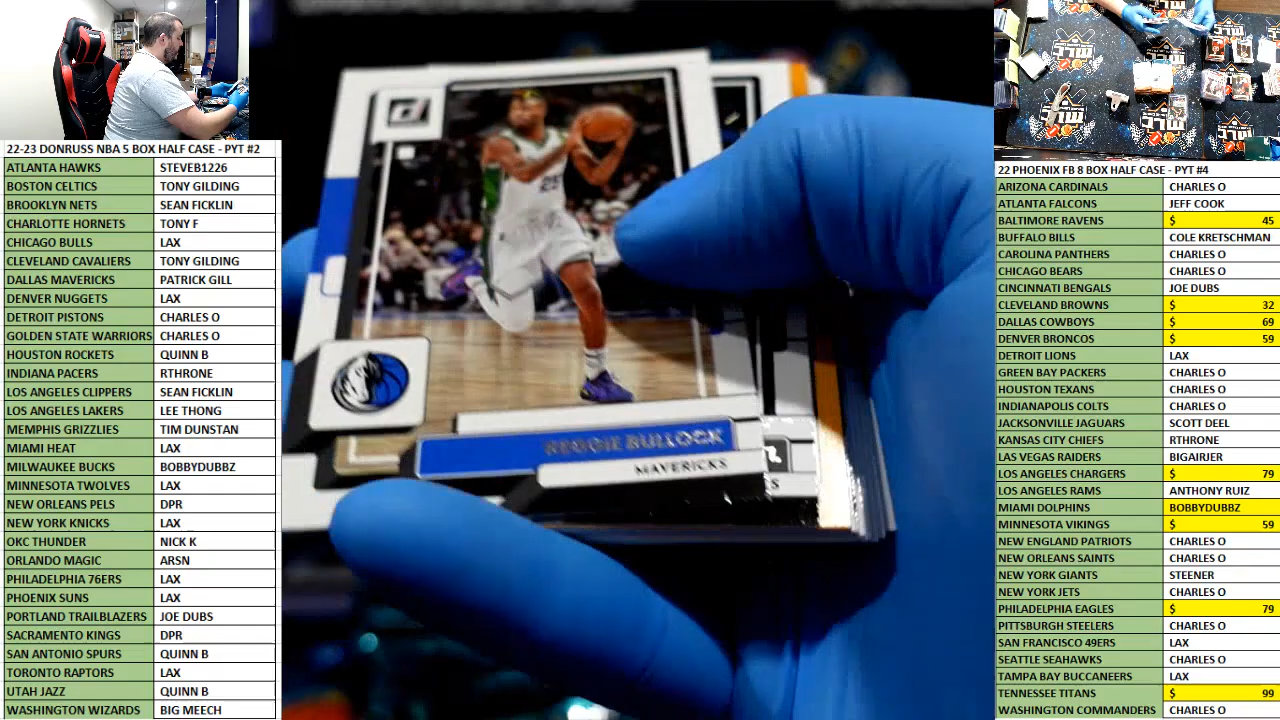 22-23 DONRUSS NBA 5 BOX HALF CASE - PYT #2
ATLANTA HAWKS STEVEB1226
BOSTON CELTICS TONY GILDING
BROOKLYN NETS SEAN FICKLIN
CHARLOTTE HORNETS TONY F
CHICAGO BULLS LAX
CLEVELAND CAVALIERS TONY GILDING
DALLAS MAVERICKS PATRICK GILL
DENVER NUGGETS LAX
DETROIT PISTONS CHARLES O
GOLDEN STATE WARRIORS CHARLES O
HOUSTON ROCKETS QUINN B
INDIANA PACERS RTHRONE
LOS ANGELES CLIPPERS SEAN FICKLIN
LOS ANGELES LAKERS LEE THONG
MEMPHIS GRIZZLIES TIM DUNSTAN
MIAMI HEAT LAX
MILWAUKEE BUCKS BOBBYDUBBZ
MINNESOTA TWOLVES LAX
NEW ORLEANS PELS DPR
NEW YORK KNICKS LAX
OKC THUNDER NICK K
ORLANDO MAGIC ARSN
PHILADELPHIA 76ERS LAX
PHOENIX SUNS LAX
PORTLAND TRAILBLAZERS JOE DUBS
SACRAMENTO KINGS DPR
SAN ANTONIO SPURS QUINN B
TORONTO RAPTORS LAX
UTAH JAZZ QUINN B
WASHINGTON WIZARDS BIG MEECH
REGGIE BULLOCK
MAVERICKS
22 PHOENIX FB 8 BOX HALF CASE - PYT #4
ARIZONA CARDINALS CHARLES O
ATLANTA FALCONS JEFF COOK
BALTIMORE RAVENS $ 45
BUFFALO BILLS COLE KRETSCHMAN
CAROLINA PANTHERS CHARLES O
CHICAGO BEARS CHARLES O
CINCINNATI BENGALS JOE DUBS
CLEVELAND BROWNS $ 32
DALLAS COWBOYS $ 69
DENVER BRONCOS $ 59
DETROIT LIONS LAX
GREEN BAY PACKERS CHARLES O
HOUSTON TEXANS CHARLES O
INDIANAPOLIS COLTS CHARLES O
JACKSONVILLE JAGUARS SCOTT DEEL
KANSAS CITY CHIEFS RTHRONE
LAS VEGAS RAIDERS BIGAIRJER
LOS ANGELES CHARGERS $ 79
LOS ANGELES RAMS ANTHONY RUIZ
MIAMI DOLPHINS BOBBYDUBBZ
MINNESOTA VIKINGS $ 59
NEW ENGLAND PATRIOTS CHARLES O
NEW ORLEANS SAINTS CHARLES O
NEW YORK GIANTS STEENER
NEW YORK JETS CHARLES O
PHILADELPHIA EAGLES $ 79
PITTSBURGH STEELERS CHARLES O
SAN FRANCISCO 49ERS LAX
SEATTLE SEAHAWKS CHARLES O
TAMPA BAY BUCCANEERS LAX
TENNESSEE TITANS $ 99
WASHINGTON COMMANDERS CHARLES O